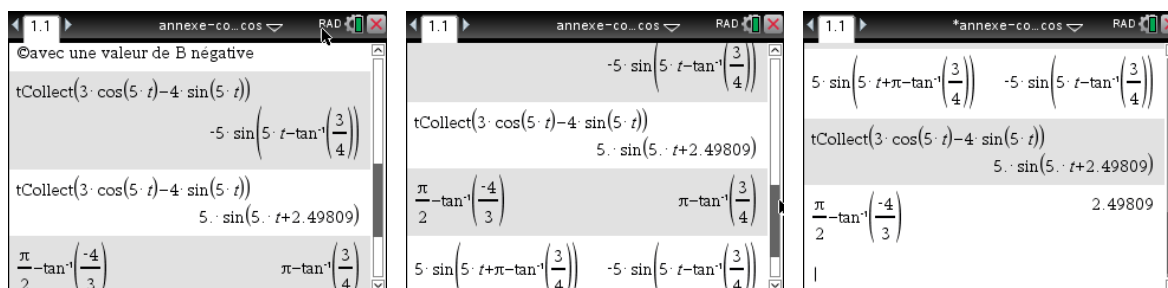 1.1 annexe-co…cos RAD
©avec une valeur de B négative
tCollect(3·cos(5·t)−4·sin(5·t))
-5·sin(5·t−tan⁻¹(3/4))
tCollect(3·cos(5·t)−4·sin(5·t))
5.·sin(5.·t+2.49809)
π/2−tan⁻¹(-4/3) π−tan⁻¹(3/4)
1.1 annexe-co…cos RAD
-5·sin(5·t−tan⁻¹(3/4))
tCollect(3·cos(5·t)−4·sin(5·t))
5.·sin(5.·t+2.49809)
π/2−tan⁻¹(-4/3) π−tan⁻¹(3/4)
5·sin(5·t+π−tan⁻¹(3/4)) -5·sin(5·t−tan⁻¹(3/4))
1.1 *annexe-co…cos RAD
5·sin(5·t+π−tan⁻¹(3/4)) -5·sin(5·t−tan⁻¹(3/4))
tCollect(3·cos(5·t)−4·sin(5·t))
5.·sin(5.·t+2.49809)
π/2−tan⁻¹(-4/3) 2.49809